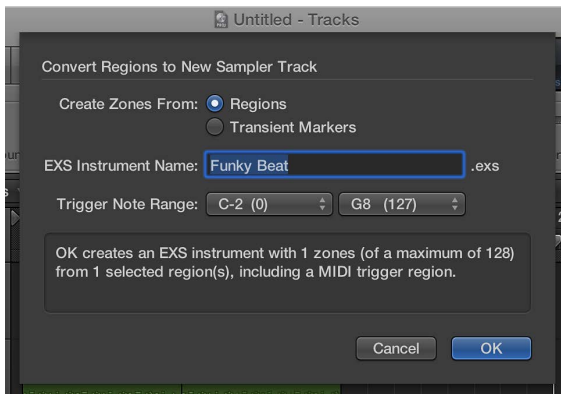 Untitled - Tracks
Convert Regions to New Sampler Track
Create Zones From: Regions
Transient Markers
EXS Instrument Name: Funky Beat .exs
Trigger Note Range: C-2 (0) G8 (127)
OK creates an EXS instrument with 1 zones (of a maximum of 128)
from 1 selected region(s), including a MIDI trigger region.
Cancel OK